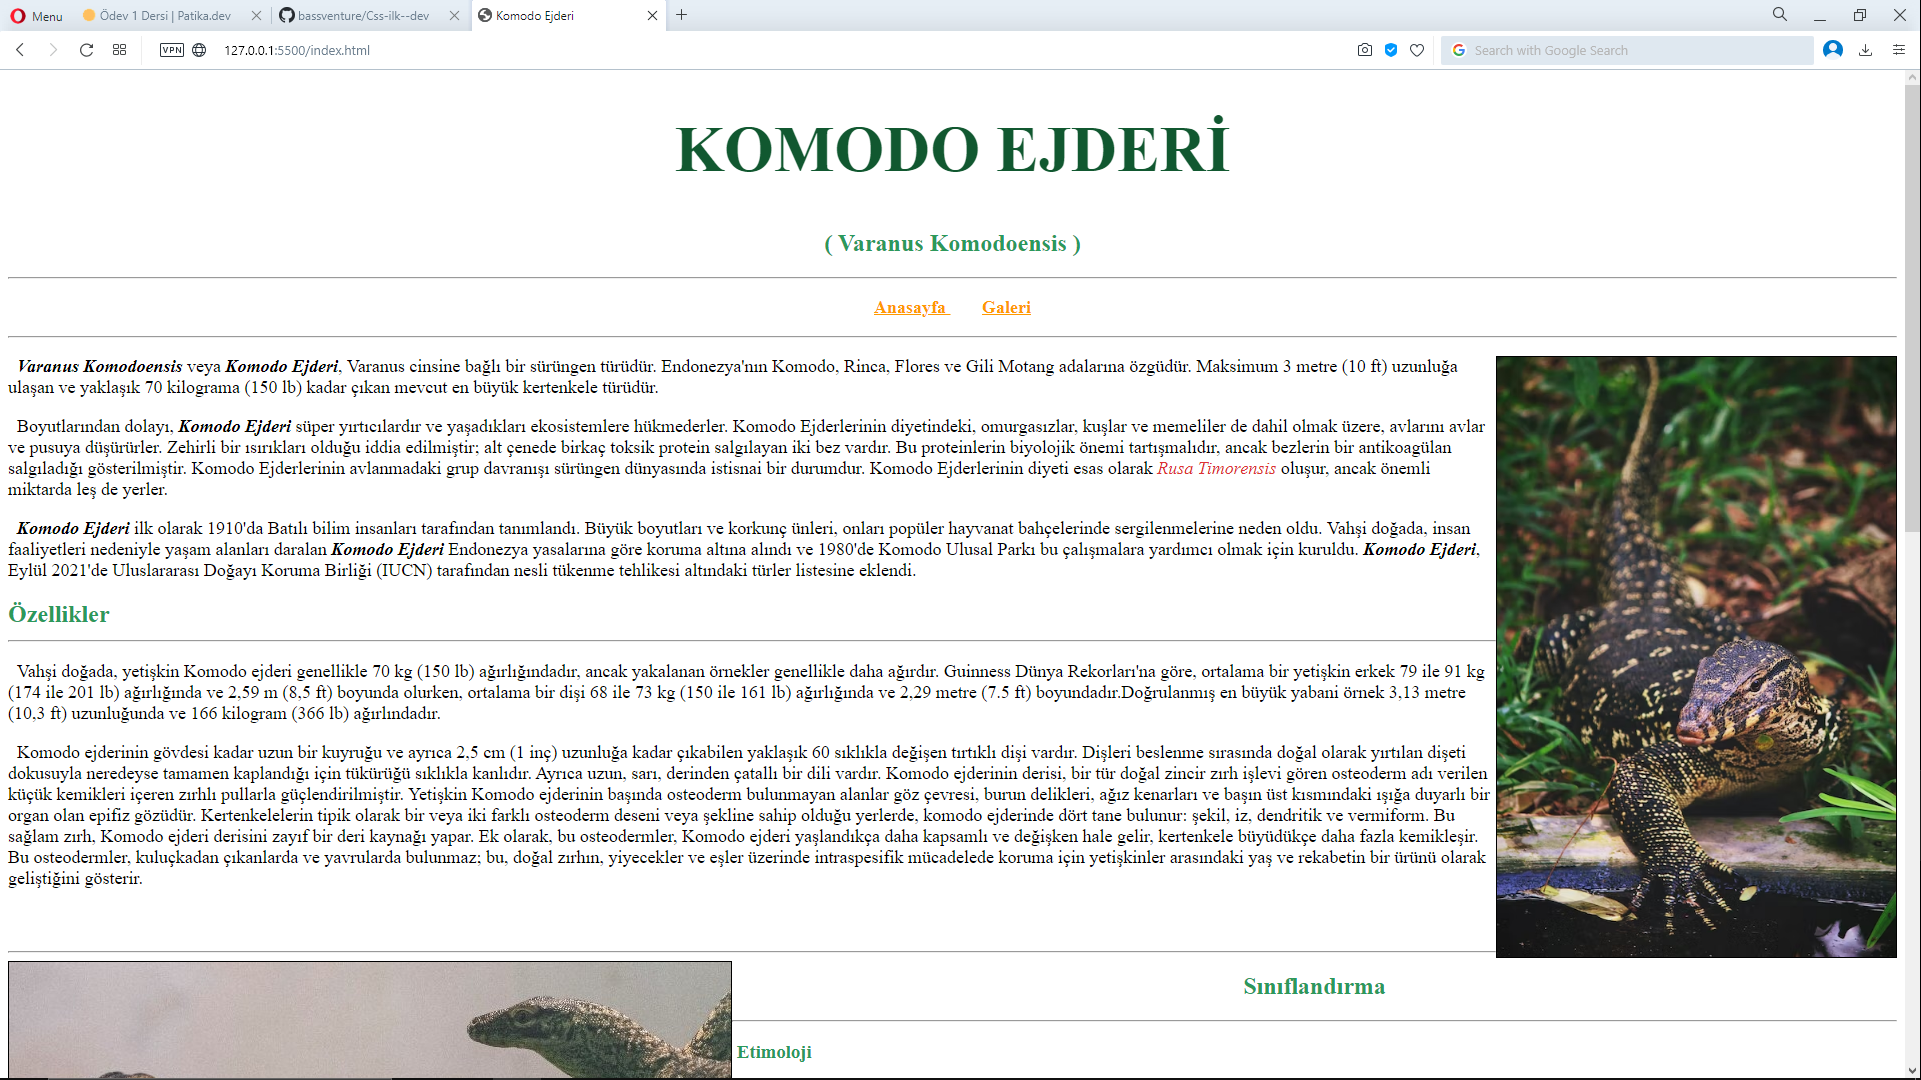 Menu
Ödev 1 Dersi | Patika.dev
bassventure/Css-ilk--dev
Komodo Ejderi
VPN
127.0.0.1:5500/index.html
Search with Google Search
KOMODO EJDERİ
( Varanus Komodoensis )
Anasayfa Galeri
Varanus Komodoensis veya Komodo Ejderi, Varanus cinsine bağlı bir sürüngen türüdür. Endonezya'nın Komodo, Rinca, Flores ve Gili Motang adalarına özgüdür. Maksimum 3 metre (10 ft) uzunluğa
ulaşan ve yaklaşık 70 kilograma (150 lb) kadar çıkan mevcut en büyük kertenkele türüdür.
Boyutlarından dolayı, Komodo Ejderi süper yırtıcılardır ve yaşadıkları ekosistemlere hükmederler. Komodo Ejderlerinin diyetindeki, omurgasızlar, kuşlar ve memeliler de dahil olmak üzere, avlarını avlar
ve pusuya düşürürler. Zehirli bir ısırıkları olduğu iddia edilmiştir; alt çenede birkaç toksik protein salgılayan iki bez vardır. Bu proteinlerin biyolojik önemi tartışmalıdır, ancak bezlerin bir antikoagülan
salgıladığı gösterilmiştir. Komodo Ejderlerinin avlanmadaki grup davranışı sürüngen dünyasında istisnai bir durumdur. Komodo Ejderlerinin diyeti esas olarak Rusa Timorensis oluşur, ancak önemli
miktarda leş de yerler.
Komodo Ejderi ilk olarak 1910'da Batılı bilim insanları tarafından tanımlandı. Büyük boyutları ve korkunç ünleri, onları popüler hayvanat bahçelerinde sergilenmelerine neden oldu. Vahşi doğada, insan
faaliyetleri nedeniyle yaşam alanları daralan Komodo Ejderi Endonezya yasalarına göre koruma altına alındı ve 1980'de Komodo Ulusal Parkı bu çalışmalara yardımcı olmak için kuruldu. Komodo Ejderi,
Eylül 2021'de Uluslararası Doğayı Koruma Birliği (IUCN) tarafından nesli tükenme tehlikesi altındaki türler listesine eklendi.
Özellikler
Vahşi doğada, yetişkin Komodo ejderi genellikle 70 kg (150 lb) ağırlığındadır, ancak yakalanan örnekler genellikle daha ağırdır. Guinness Dünya Rekorları'na göre, ortalama bir yetişkin erkek 79 ile 91 kg
(174 ile 201 lb) ağırlığında ve 2,59 m (8,5 ft) boyunda olurken, ortalama bir dişi 68 ile 73 kg (150 ile 161 lb) ağırlığında ve 2,29 metre (7.5 ft) boyundadır.Doğrulanmış en büyük yabani örnek 3,13 metre
(10,3 ft) uzunluğunda ve 166 kilogram (366 lb) ağırlındadır.
Komodo ejderinin gövdesi kadar uzun bir kuyruğu ve ayrıca 2,5 cm (1 inç) uzunluğa kadar çıkabilen yaklaşık 60 sıklıkla değişen tırtıklı dişi vardır. Dişleri beslenme sırasında doğal olarak yırtılan dişeti
dokusuyla neredeyse tamamen kaplandığı için tükürüğü sıklıkla kanlıdır. Ayrıca uzun, sarı, derinden çatallı bir dili vardır. Komodo ejderinin derisi, bir tür doğal zincir zırh işlevi gören osteoderm adı verilen
küçük kemikleri içeren zırhlı pullarla güçlendirilmiştir. Yetişkin Komodo ejderinin başında osteoderm bulunmayan alanlar göz çevresi, burun delikleri, ağız kenarları ve başın üst kısmındaki ışığa duyarlı bir
organ olan epifiz gözüdür. Kertenkelelerin tipik olarak bir veya iki farklı osteoderm deseni veya şekline sahip olduğu yerlerde, komodo ejderinde dört tane bulunur: şekil, iz, dendritik ve vermiform. Bu
sağlam zırh, Komodo ejderi derisini zayıf bir deri kaynağı yapar. Ek olarak, bu osteodermler, Komodo ejderi yaşlandıkça daha kapsamlı ve değişken hale gelir, kertenkele büyüdükçe daha fazla kemikleşir.
Bu osteodermler, kuluçkadan çıkanlarda ve yavrularda bulunmaz; bu, doğal zırhın, yiyecekler ve eşler üzerinde intraspesifik mücadelede koruma için yetişkinler arasındaki yaş ve rekabetin bir ürünü olarak
geliştiğini gösterir.
Sınıflandırma
Etimoloji